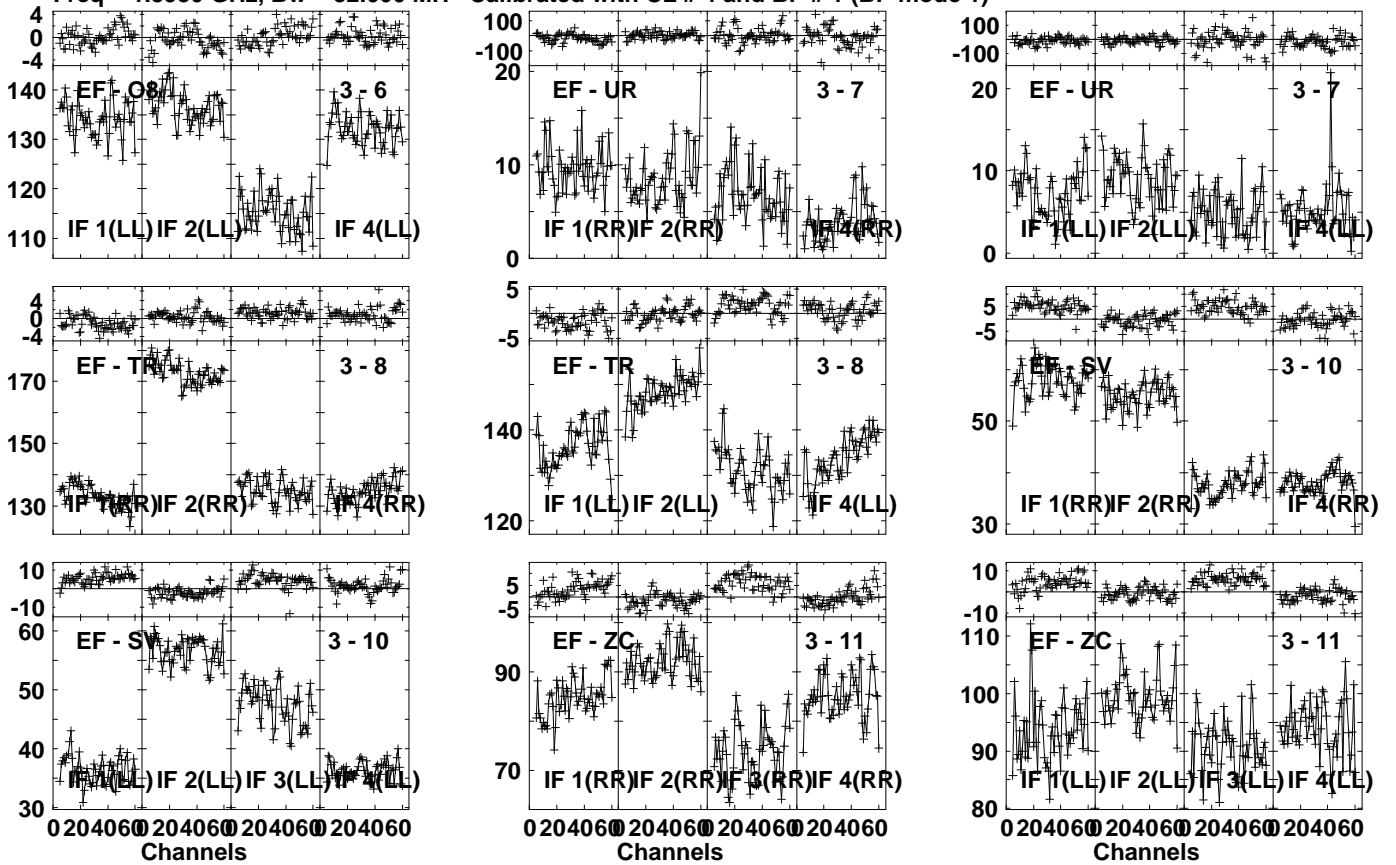 Freq GHz, Calibrated with and
4 0 -4 100 0 -100 100 0 -100
140 130 120 110
EF - O8 3 - 6
IF 1(LL) IF 2(LL) IF 4(LL)
20 10 0
EF - UR 3 - 7
IF 1(RR) IF 2(RR) IF 4(RR)
20 10 0
EF - UR 3 - 7
IF 1(LL) IF 2(LL) IF 4(LL)
4 0 -4 5 -5 5 -5
170 150 130
EF - TR 3 - 8
IF 1(RR) IF 2(RR) IF 4(RR)
140 120
EF - TR 3 - 8
IF 1(LL) IF 2(LL) IF 4(LL)
50 30
EF - SV 3 - 10
IF 1(RR) IF 2(RR) IF 4(RR)
10 -10 5 -5 10 -10
60 50 40 30
EF - SV 3 - 10
IF 1(LL) IF 2(LL) IF 3(LL) IF 4(LL)
90 70
EF - ZC 3 - 11
IF 1(RR) IF 2(RR) IF 3(RR) IF 4(RR)
110 100 90 80
EF - ZC 3 - 11
IF 1(LL) IF 2(LL) IF 3(LL) IF 4(LL)
0 20 40 60 0 20 40 60 0 20 40 60 0 20 40 60 0 20 40 60 0 20 40 60 0 20 40 60 0 20 40 60 0 20 40 60 0 20 40 60 0 20 40 60 0 20 40 60
Channels Channels Channels